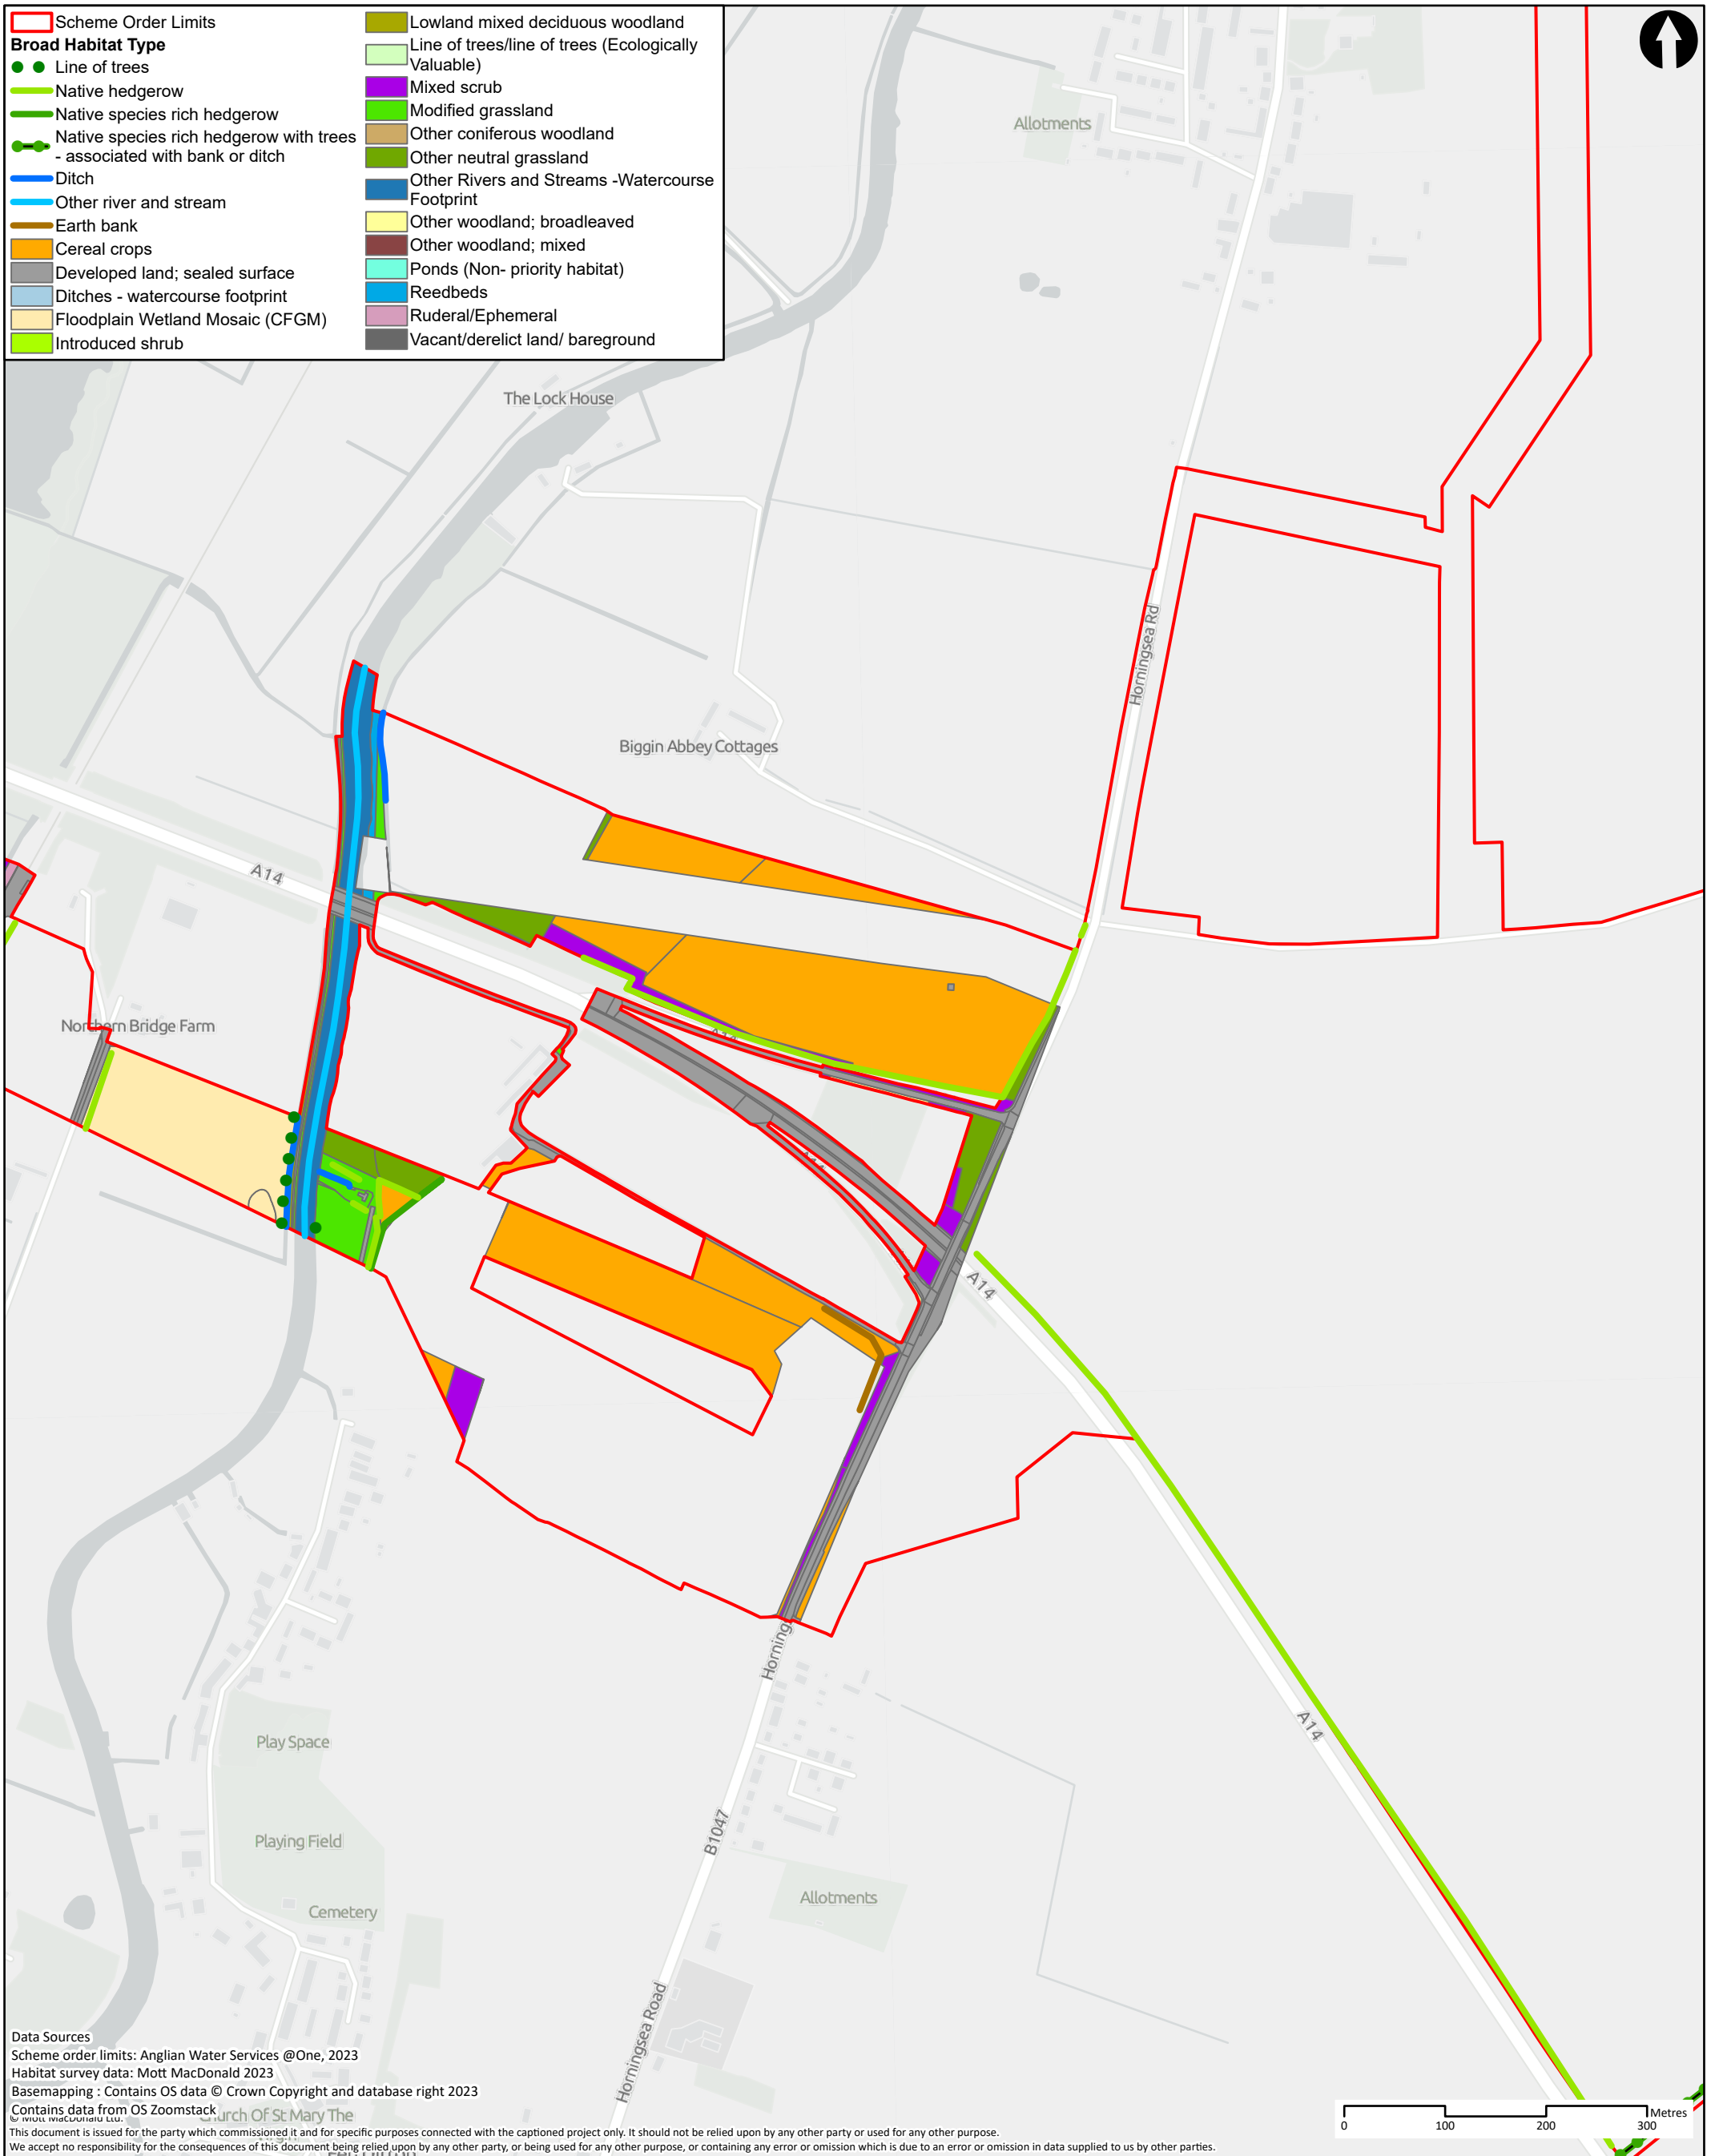 Scheme Order Limits
Broad Habitat Type
Line of trees
Native hedgerow
Native species rich hedgerow
Native species rich hedgerow with trees
- associated with bank or ditch
Ditch
Other river and stream
Earth bank
Cereal crops
Developed land; sealed surface
Ditches - watercourse footprint
Floodplain Wetland Mosaic (CFGM)
Introduced shrub
Lowland mixed deciduous woodland
Line of trees/line of trees (Ecologically
Valuable)
Mixed scrub
Modified grassland
Other coniferous woodland
Other neutral grassland
Other Rivers and Streams -Watercourse
Footprint
Other woodland; broadleaved
Other woodland; mixed
Ponds (Non- priority habitat)
Reedbeds
Ruderal/Ephemeral
Vacant/derelict land/ bareground
Allotments
The Lock House
Horningsea Rd
Biggin Abbey Cottages
A14
Northern Bridge Farm
A14
Horning
A14
Play Space
B1047
Playing Field
Allotments
Cemetery
Horningsea Road
Data Sources
Scheme order limits: Anglian Water Services @One, 2023
Habitat survey data: Mott MacDonald 2023
Basemapping : Contains OS data © Crown Copyright and database right 2023
Contains data from OS Zoomstack
© Mott MacDonald Ltd.
Church Of St Mary The
This document is issued for the party which commissioned it and for specific purposes connected with the captioned project only. It should not be relied upon by any other party or used for any other purpose.
We accept no responsibility for the consequences of this document being relied upon by any other party, or being used for any other purpose, or containing any error or omission which is due to an error or omission in data supplied to us by other parties.
Metres
0 100 200 300